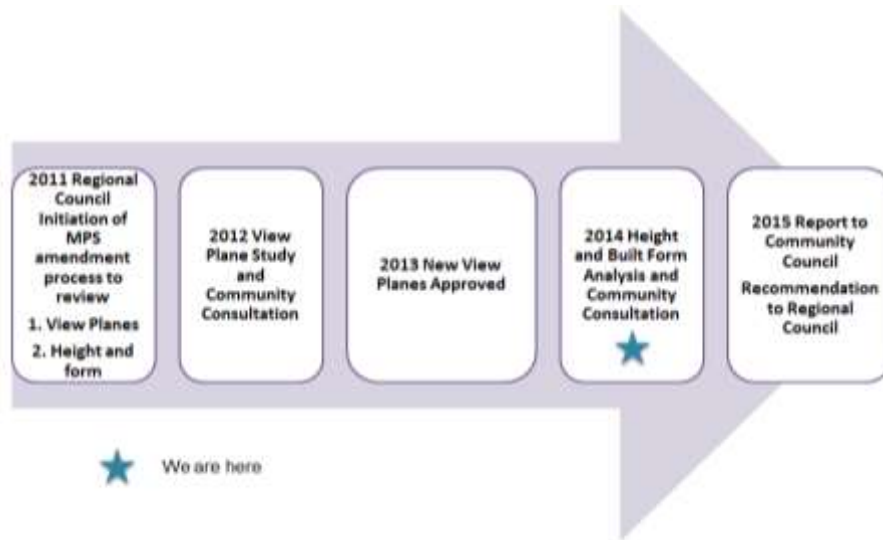 2011 Regional
Council
Initiation of
MPS
amendment
process to
review
1. View Planes
2. Height and
form
2012 View
Plane Study
and
Community
Consultation
2013 New View
Planes Approved
2014 Height
and Built Form
Analysis and
Community
Consultation
2015 Report to
Community
Council
Recommendation
to Regional
Council
We are here